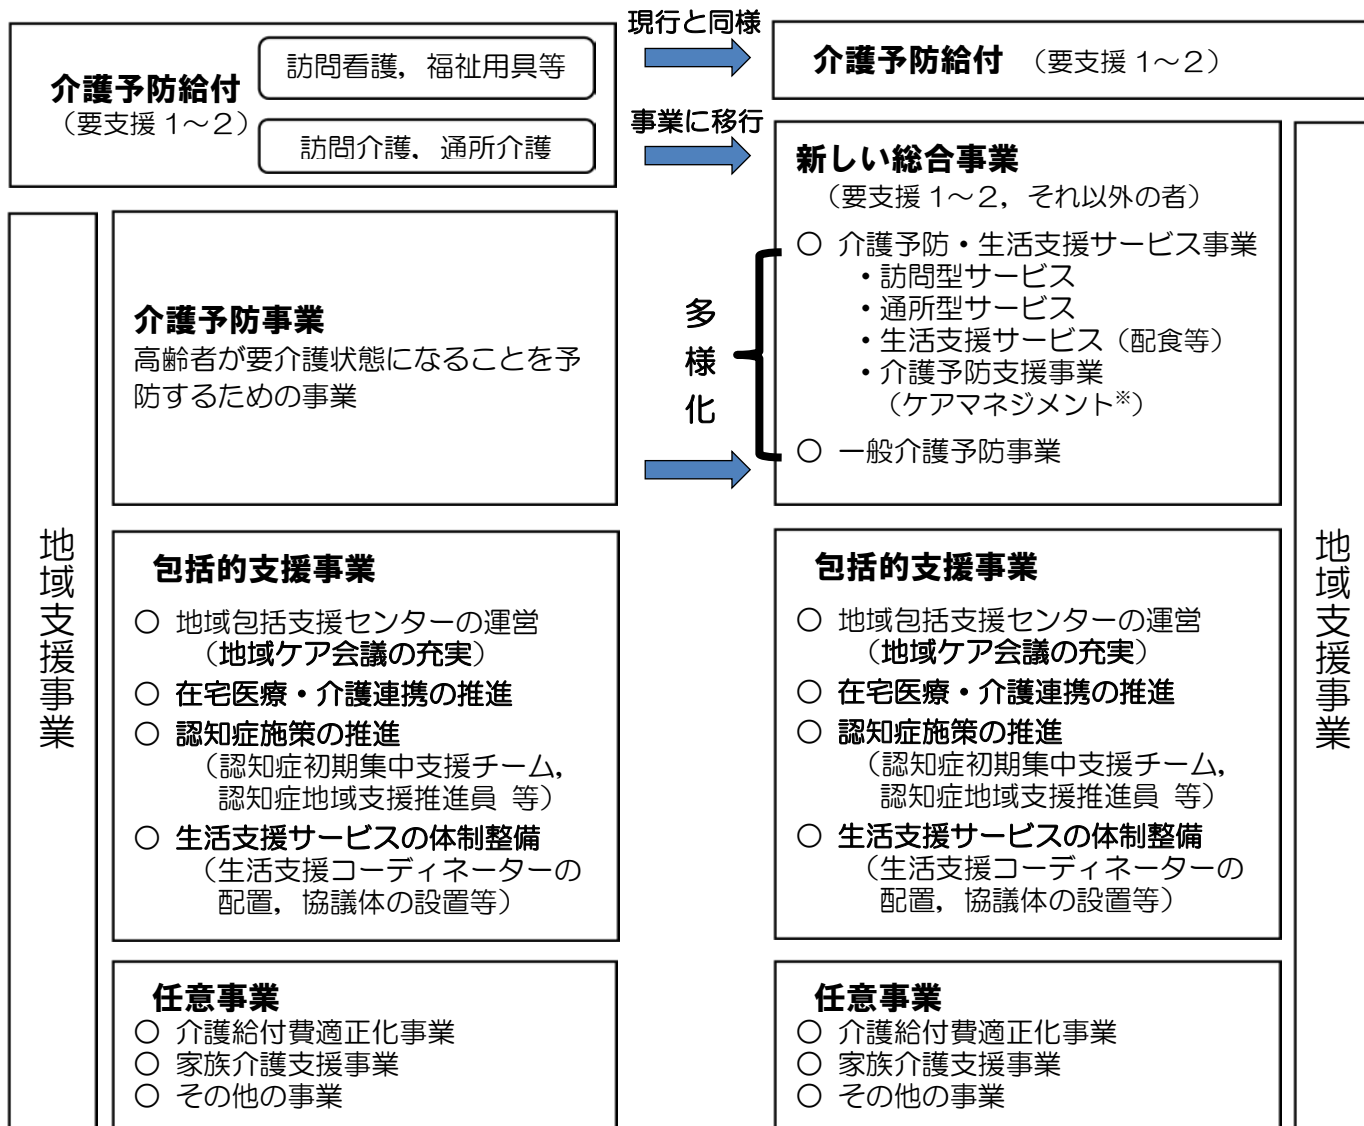 現行と同様
介護予防給付
（要支援 1～2）
訪問看護，福祉用具等
訪問介護，通所介護
介護予防給付 （要支援 1～2）
事業に移行
新しい総合事業
（要支援 1～2，それ以外の者）
○ 介護予防・生活支援サービス事業
・訪問型サービス
・通所型サービス
・生活支援サービス（配食等）
・介護予防支援事業
（ケアマネジメント※）
○ 一般介護予防事業
多様化
介護予防事業
高齢者が要介護状態になることを予
防するための事業
地域支援事業
包括的支援事業
○ 地域包括支援センターの運営
（地域ケア会議の充実）
○ 在宅医療・介護連携の推進
○ 認知症施策の推進
（認知症初期集中支援チーム，
認知症地域支援推進員 等）
○ 生活支援サービスの体制整備
（生活支援コーディネーターの
配置，協議体の設置等）
任意事業
○ 介護給付費適正化事業
○ 家族介護支援事業
○ その他の事業
包括的支援事業
○ 地域包括支援センターの運営
（地域ケア会議の充実）
○ 在宅医療・介護連携の推進
○ 認知症施策の推進
（認知症初期集中支援チーム，
認知症地域支援推進員 等）
○ 生活支援サービスの体制整備
（生活支援コーディネーターの
配置，協議体の設置等）
任意事業
○ 介護給付費適正化事業
○ 家族介護支援事業
○ その他の事業
地域支援事業